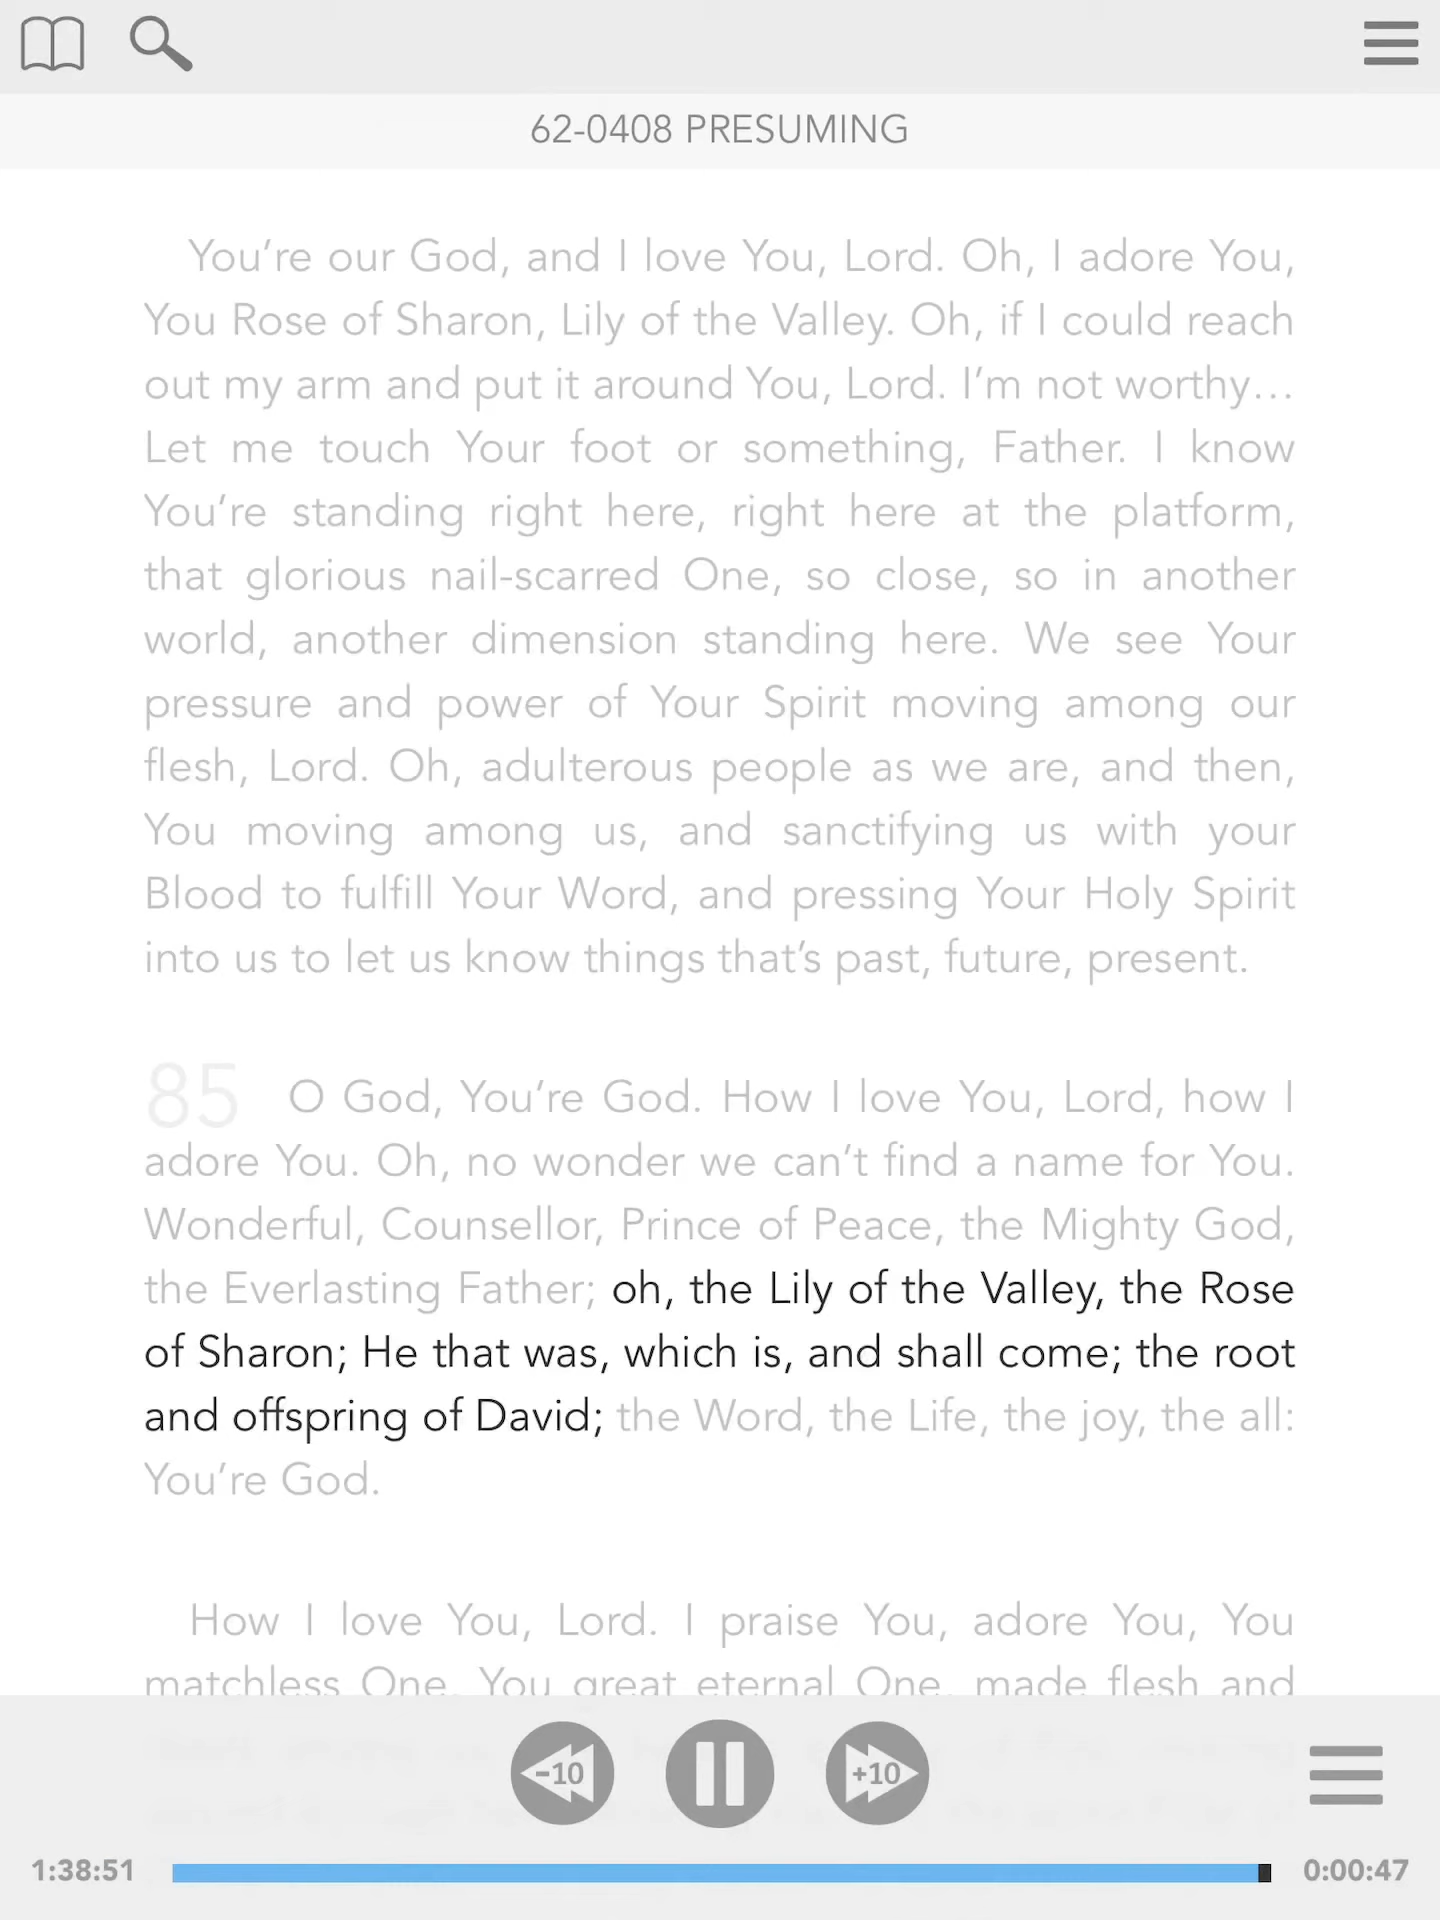 62-0408 PRESUMING
You’re our God, and I love You, Lord. Oh, I adore You,
You Rose of Sharon, Lily of the Valley. Oh, if I could reach
out my arm and put it around You, Lord. I’m not worthy…
Let me touch Your foot or something, Father. I know
You’re standing right here, right here at the platform,
that glorious nail-scarred One, so close, so in another
world, another dimension standing here. We see Your
pressure and power of Your Spirit moving among our
flesh, Lord. Oh, adulterous people as we are, and then,
You moving among us, and sanctifying us with your
Blood to fulfill Your Word, and pressing Your Holy Spirit
into us to let us know things that’s past, future, present.
85 O God, You’re God. How I love You, Lord, how I
adore You. Oh, no wonder we can’t find a name for You.
Wonderful, Counsellor, Prince of Peace, the Mighty God,
the Everlasting Father; oh, the Lily of the Valley, the Rose
of Sharon; He that was, which is, and shall come; the root
and offspring of David; the Word, the Life, the joy, the all:
You’re God.
How I love You, Lord. I praise You, adore You, You
matchless One. You great eternal One, made flesh and
-10
+10
1:38:51
0:00:47